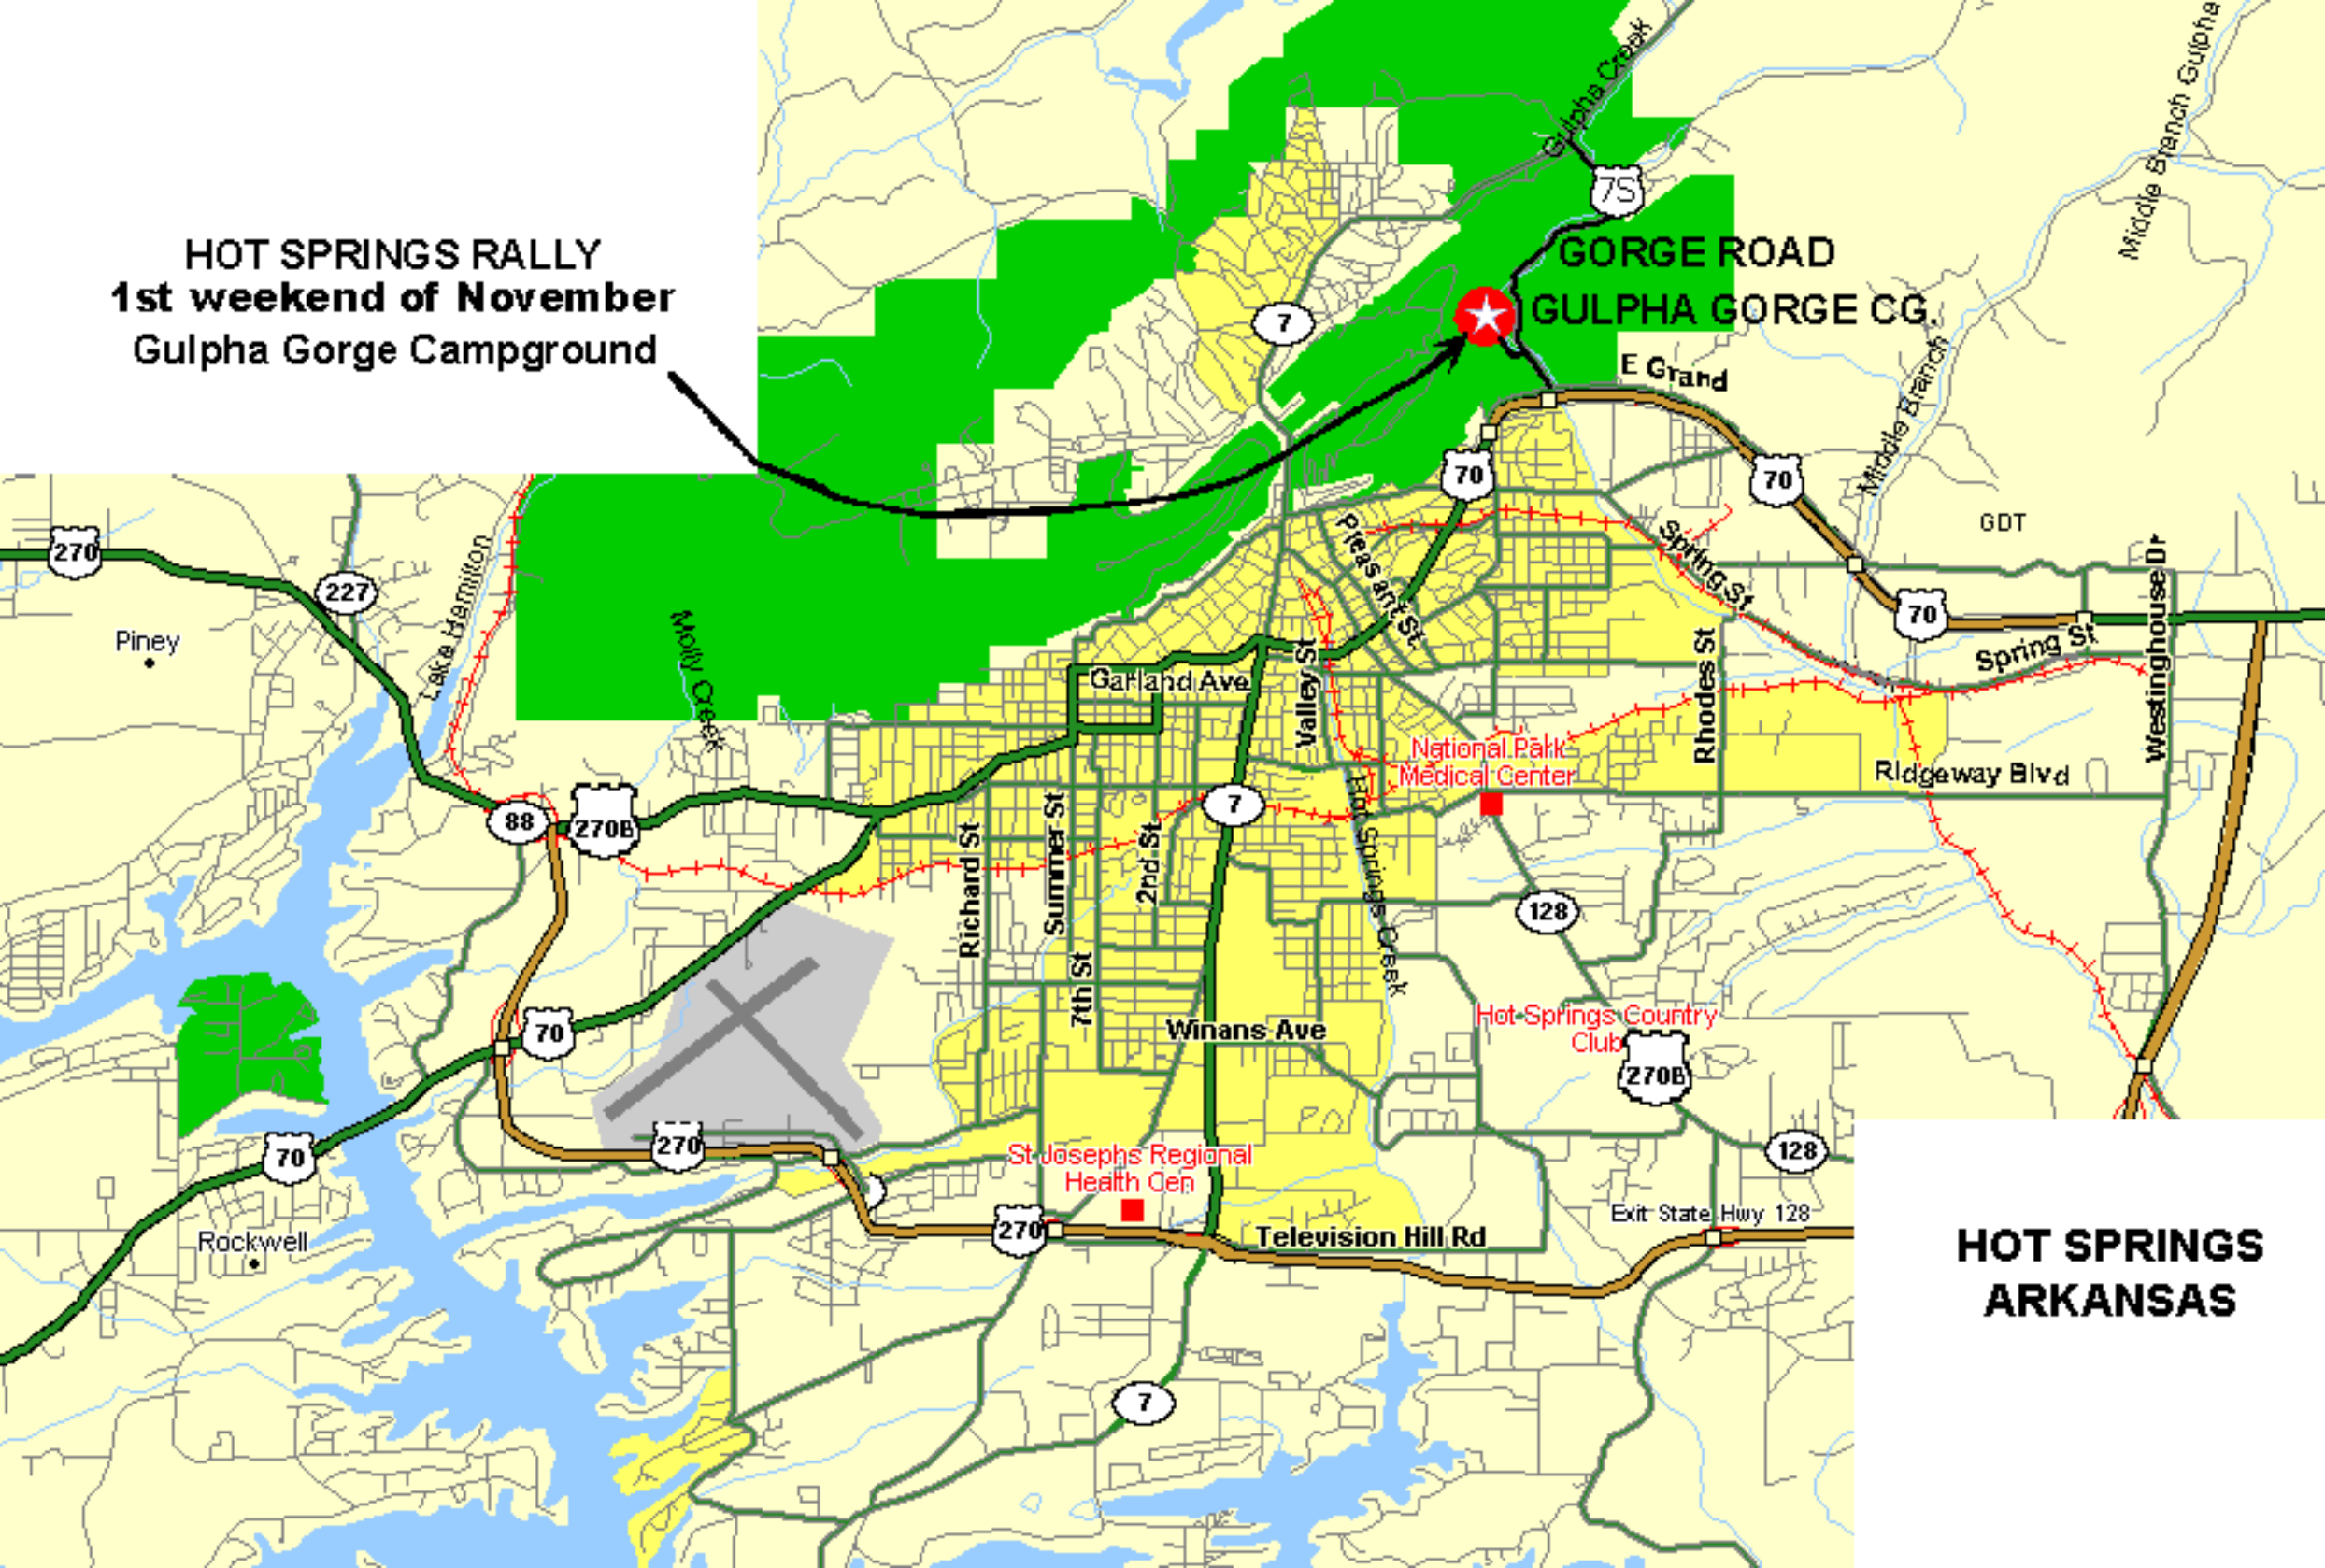 HOT SPRINGS RALLY
1st weekend of November
Gulpha Gorge Campground
Gulpha Creek
Middle Branch Gulpha
75
GORGE ROAD
GULPHA GORGE CG.
7
E Grand
Middle Branch
70
70
GDT
270
227
Lake Hamilton
Piney
Molly Creek
Pleasant St.
Spring St
70
Spring St
Westinghouse Dr
Garland Ave
Valley St
Rhodes St
National Park
Medical Center
Ridgeway Blvd
88
270B
7
Richard St
Summer St
2nd St
Hot Springs Creek
128
7th St
Winans Ave
Hot Springs Country
Club
270B
70
70
270
St Josephs Regional
Health Cen
128
Rockwell
270
Television Hill Rd
Exit State Hwy 128
7
HOT SPRINGS
ARKANSAS